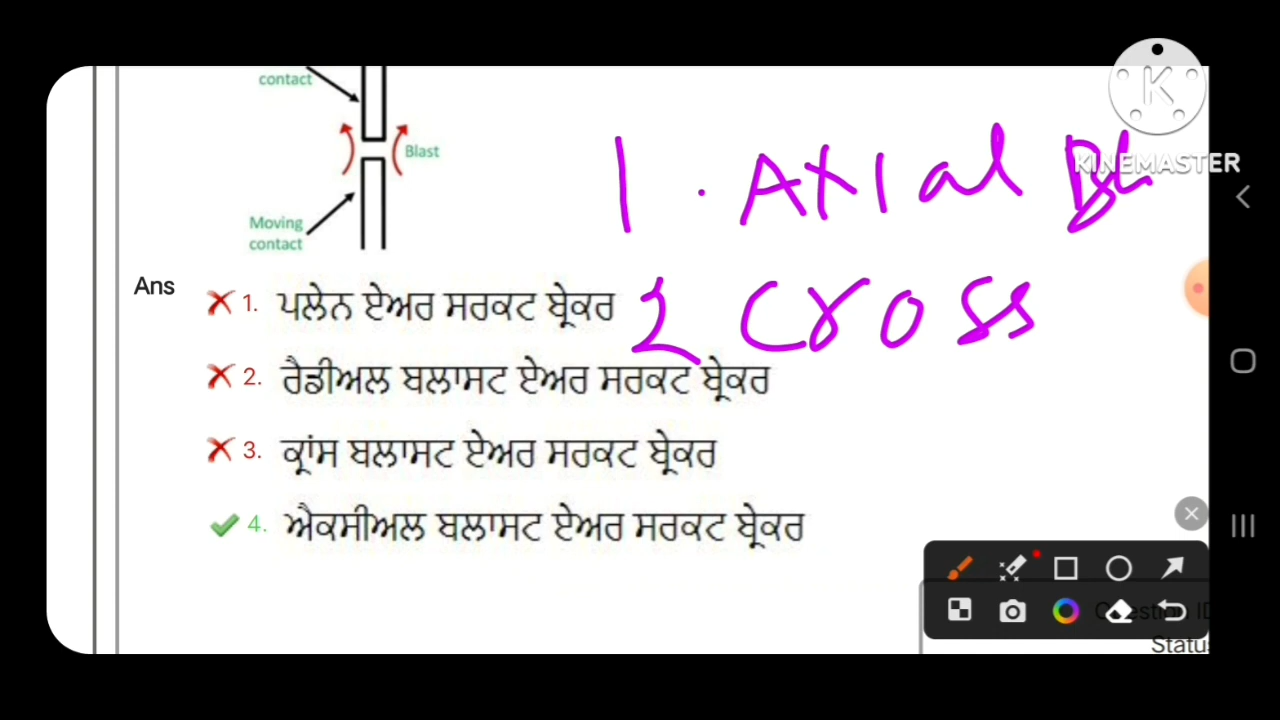 contact
Blast
Moving
contact
1. Axial Bl
2 Cross
KINEMASTER
Ans
1. ਪਲੇਨ ਏਅਰ ਸਰਕਟ ਬ੍ਰੇਕਰ
2. ਰੈਡੀਅਲ ਬਲਾਸਟ ਏਅਰ ਸਰਕਟ ਬ੍ਰੇਕਰ
3. ਕ੍ਰਾਂਸ ਬਲਾਸਟ ਏਅਰ ਸਰਕਟ ਬ੍ਰੇਕਰ
4. ਐਕਸੀਅਲ ਬਲਾਸਟ ਏਅਰ ਸਰਕਟ ਬ੍ਰੇਕਰ